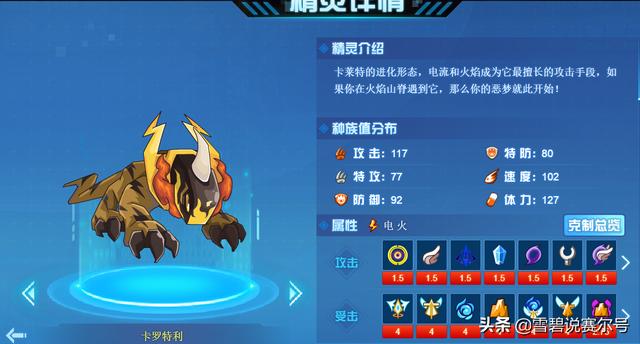 精灵详情
精灵介绍
卡莱特的进化形态，电流和火焰成为它最擅长的攻击手段，如
果你在火焰山脊遇到它，那么你的恶梦就此开始！
种族值分布
攻击：117
特防：80
特攻：77
速度：102
防御：92
体力：127
属性 电 火
克制总览
攻击
1.5 1.5 1.5 1.5 1.5 1.5 1.5
受击
4 4 4
卡罗特利
头条 @雪碧说赛尔号